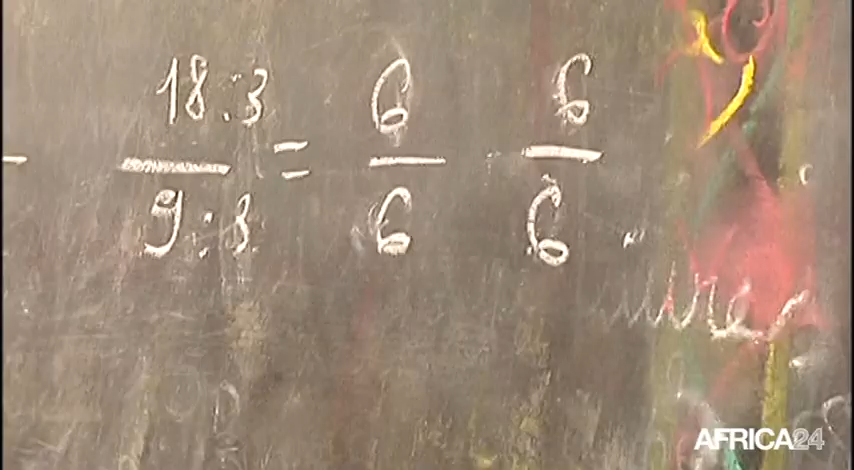 18:3 6 6
— = — —
9:3 6 6
AFRICA24